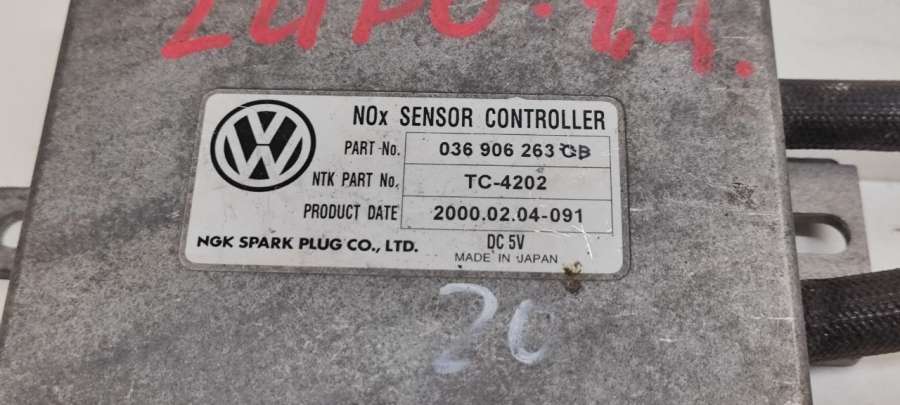 LUPO. 1,4.
NOx SENSOR CONTROLLER
PART No. 036 906 263 B
NTK PART No. TC-4202
PRODUCT DATE 2000.02.04-091
NGK SPARK PLUG CO., LTD. DC 5V
MADE IN JAPAN
20